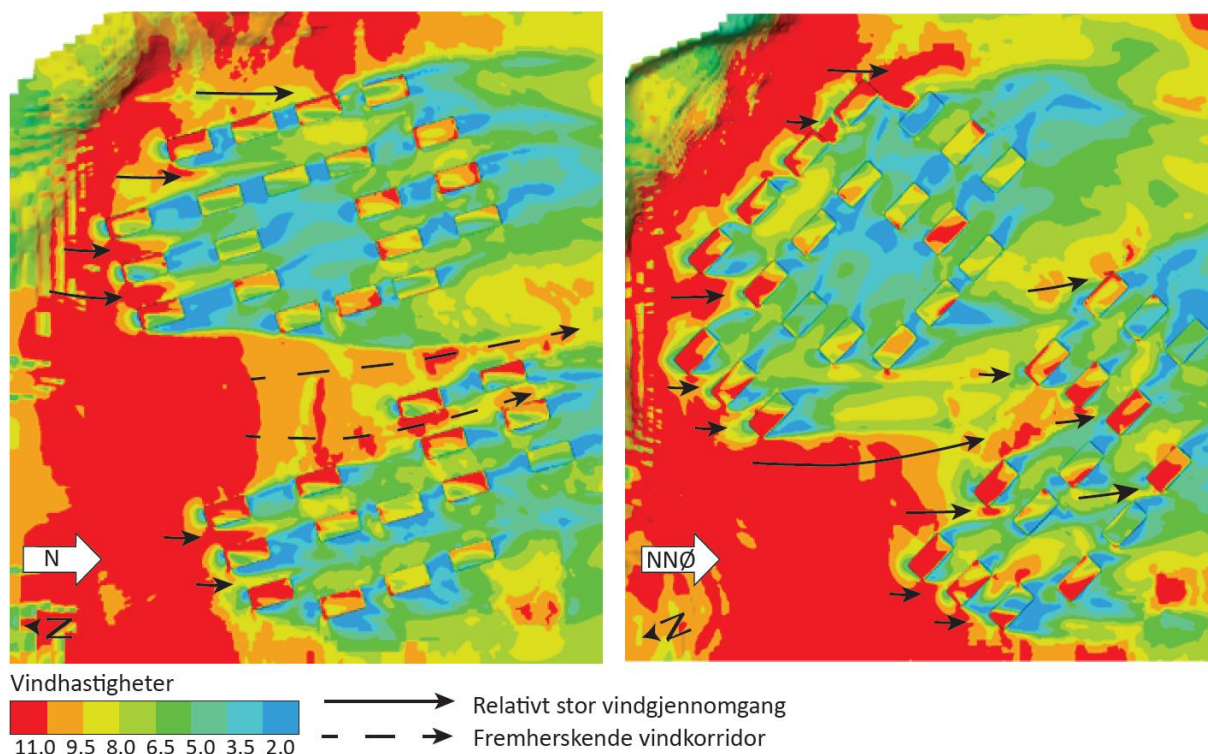 N
NNØ
N
N
Vindhastigheter
11.0 9.5 8.0 6.5 5.0 3.5 2.0
Relativt stor vindgjennomgang
Fremherskende vindkorridor